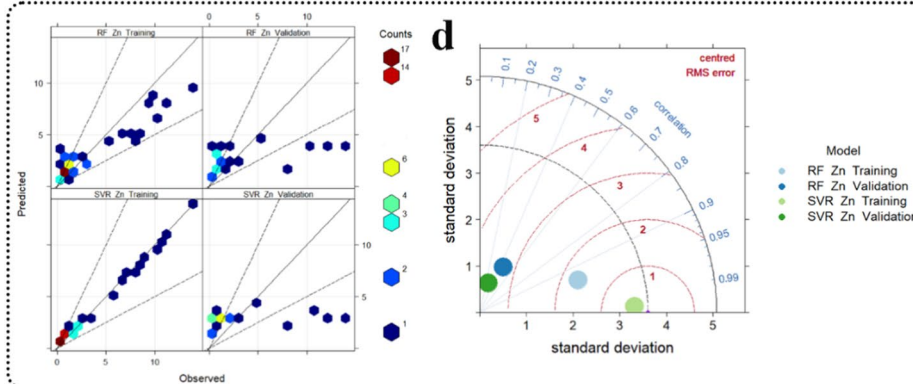 0 5 10
RF Zn Training
RF Zn Validation
10
5
SVR Zn Training
SVR Zn Validation
10
5
0 5 10
Predicted
Observed
Counts
17
14
6
4
3
2
1
d
centred
RMS error
5
4
3
2
1
standard deviation
1 2 3 4 5
standard deviation
0.1
0.2
0.3
0.4
0.5
0.6
0.7
0.8
0.9
0.95
0.99
correlation
5
4
3
2
1
Model
RF Zn Training
RF Zn Validation
SVR Zn Training
SVR Zn Validation